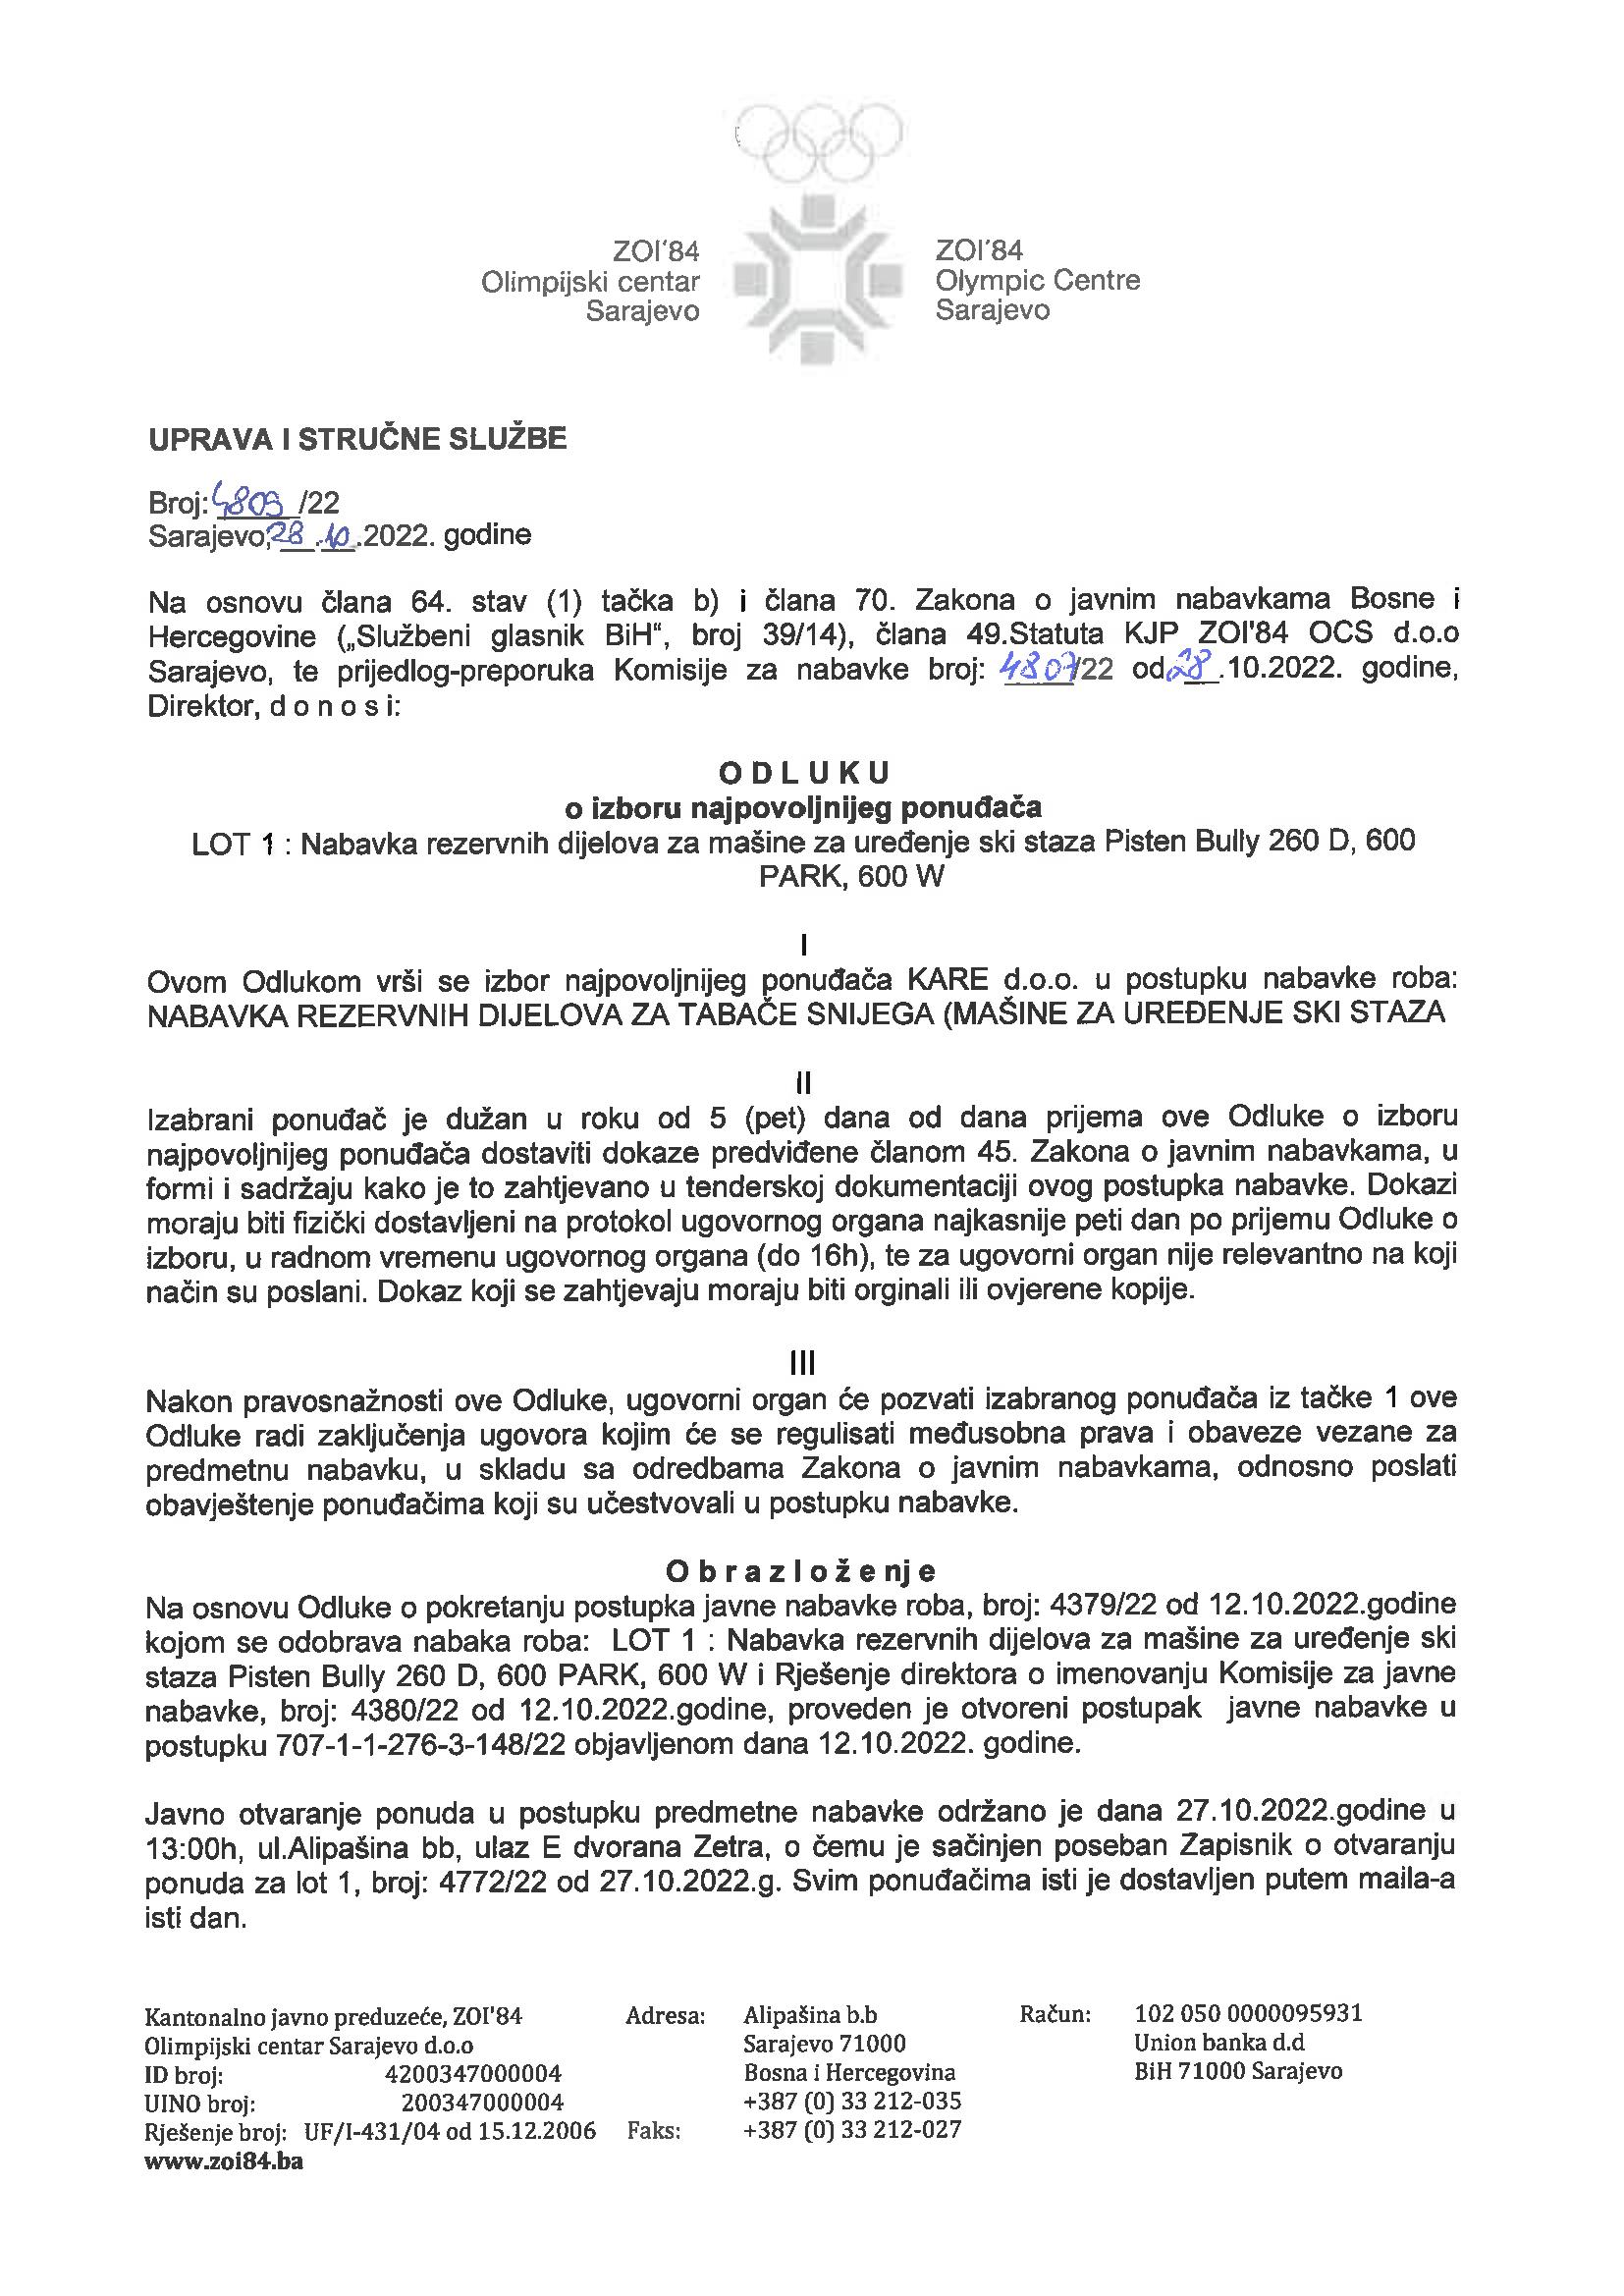 ZOI'84
Olimpijski centar
Sarajevo
ZOI'84
Olympic Centre
Sarajevo
UPRAVA I STRUČNE SLUŽBE
Broj: 4809 /22
Sarajevo, 28.10.2022. godine
Na osnovu člana 64. stav (1) tačka b) i člana 70. Zakona o javnim nabavkama Bosne i
Hercegovine („Službeni glasnik BiH“, broj 39/14), člana 49.Statuta KJP ZOI'84 OCS d.o.o
Sarajevo, te prijedlog-preporuka Komisije za nabavke broj: 4807/22 od 28.10.2022. godine,
Direktor, d o n o s i:
O D L U K U
o izboru najpovoljnijeg ponuđača
LOT 1 : Nabavka rezervnih dijelova za mašine za uređenje ski staza Pisten Bully 260 D, 600
PARK, 600 W
I
Ovom Odlukom vrši se izbor najpovoljnijeg ponuđača KARE d.o.o. u postupku nabavke roba:
NABAVKA REZERVNIH DIJELOVA ZA TABAČE SNIJEGA (MAŠINE ZA UREĐENJE SKI STAZA
II
Izabrani ponuđač je dužan u roku od 5 (pet) dana od dana prijema ove Odluke o izboru
najpovoljnijeg ponuđača dostaviti dokaze predviđene članom 45. Zakona o javnim nabavkama, u
formi i sadržaju kako je to zahtjevano u tenderskoj dokumentaciji ovog postupka nabavke. Dokazi
moraju biti fizički dostavljeni na protokol ugovornog organa najkasnije peti dan po prijemu Odluke o
izboru, u radnom vremenu ugovornog organa (do 16h), te za ugovorni organ nije relevantno na koji
način su poslani. Dokaz koji se zahtjevaju moraju biti orginali ili ovjerene kopije.
III
Nakon pravosnažnosti ove Odluke, ugovorni organ će pozvati izabranog ponuđača iz tačke 1 ove
Odluke radi zaključenja ugovora kojim će se regulisati međusobna prava i obaveze vezane za
predmetnu nabavku, u skladu sa odredbama Zakona o javnim nabavkama, odnosno poslati
obavještenje ponuđačima koji su učestvovali u postupku nabavke.
O b r a z l o ž e nj e
Na osnovu Odluke o pokretanju postupka javne nabavke roba, broj: 4379/22 od 12.10.2022.godine
kojom se odobrava nabaka roba: LOT 1 : Nabavka rezervnih dijelova za mašine za uređenje ski
staza Pisten Bully 260 D, 600 PARK, 600 W i Rješenje direktora o imenovanju Komisije za javne
nabavke, broj: 4380/22 od 12.10.2022.godine, proveden je otvoreni postupak javne nabavke u
postupku 707-1-1-276-3-148/22 objavljenom dana 12.10.2022. godine.
Javno otvaranje ponuda u postupku predmetne nabavke održano je dana 27.10.2022.godine u
13:00h, ul.Alipašina bb, ulaz E dvorana Zetra, o čemu je sačinjen poseban Zapisnik o otvaranju
ponuda za lot 1, broj: 4772/22 od 27.10.2022.g. Svim ponuđačima isti je dostavljen putem maila-a
isti dan.
Kantonalno javno preduzeće, ZOI'84 Adresa: Alipašina b.b Račun: 102 050 0000095931
Olimpijski centar Sarajevo d.o.o Sarajevo 71000 Union banka d.d
ID broj: 4200347000004 Bosna i Hercegovina BiH 71000 Sarajevo
UINO broj: 200347000004 +387 (0) 33 212-035
Rješenje broj: UF/I-431/04 od 15.12.2006 Faks: +387 (0) 33 212-027
www.zoi84.ba